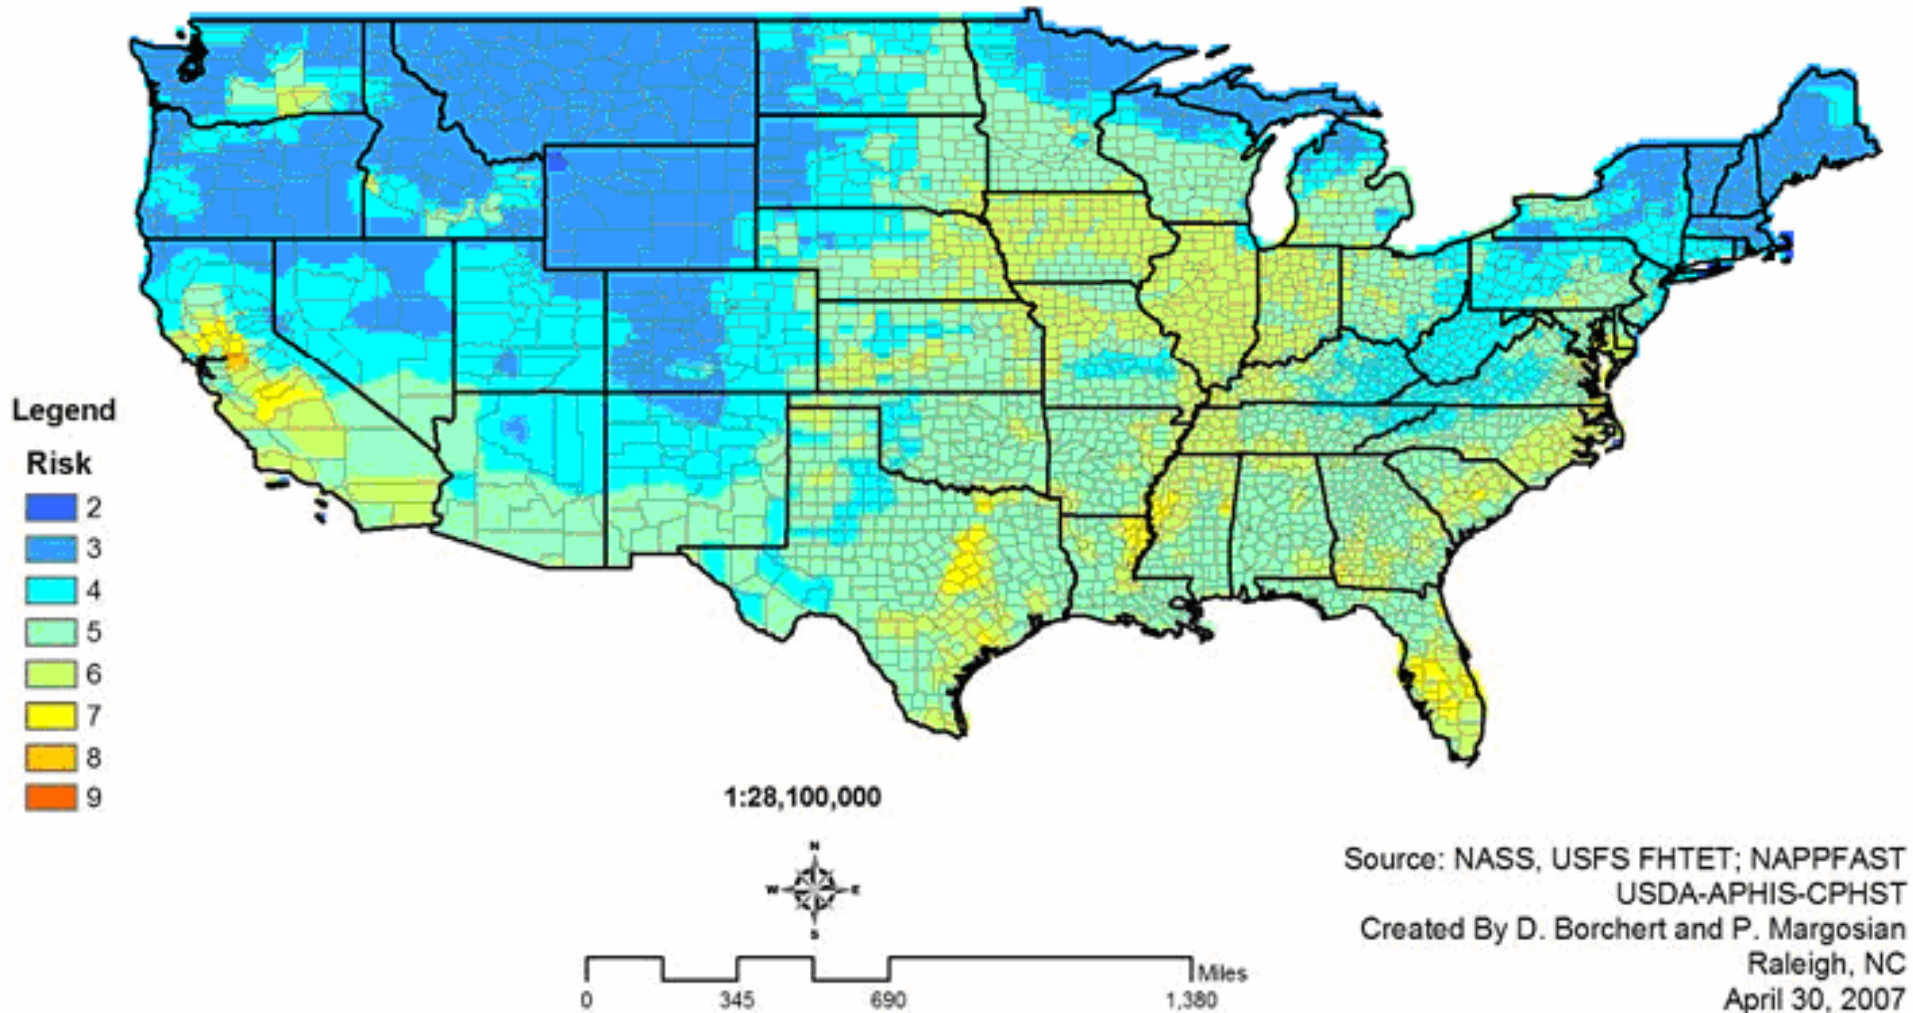 Legend
Risk
2
3
4
5
6
7
8
9
1:28,100,000
N
W E
S
Miles
0 345 690 1,380
Source: NASS, USFS FHTET; NAPPFAST
USDA-APHIS-CPHST
Created By D. Borchert and P. Margosian
Raleigh, NC
April 30, 2007